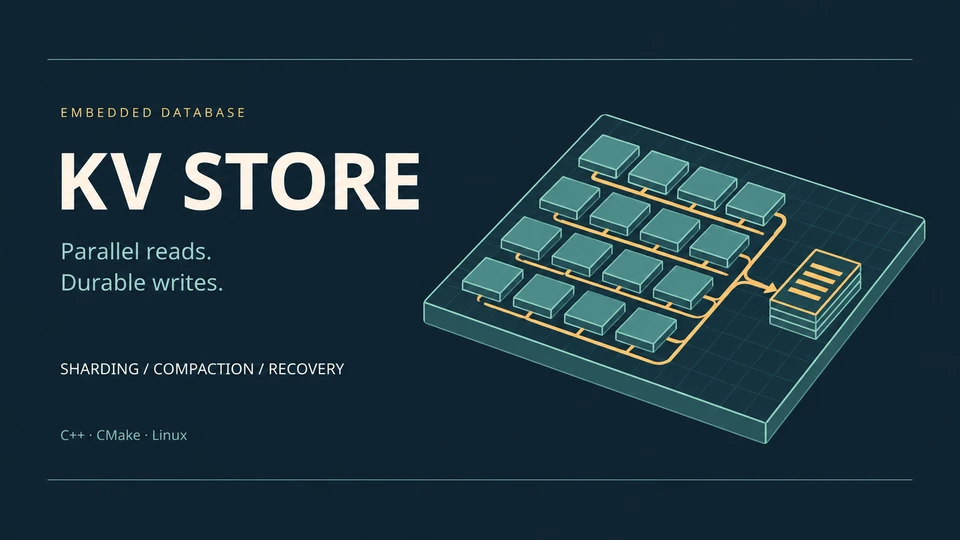 EMBEDDED DATABASE
KV STORE
Parallel reads.
Durable writes.
SHARDING / COMPACTION / RECOVERY
C++ · CMake · Linux